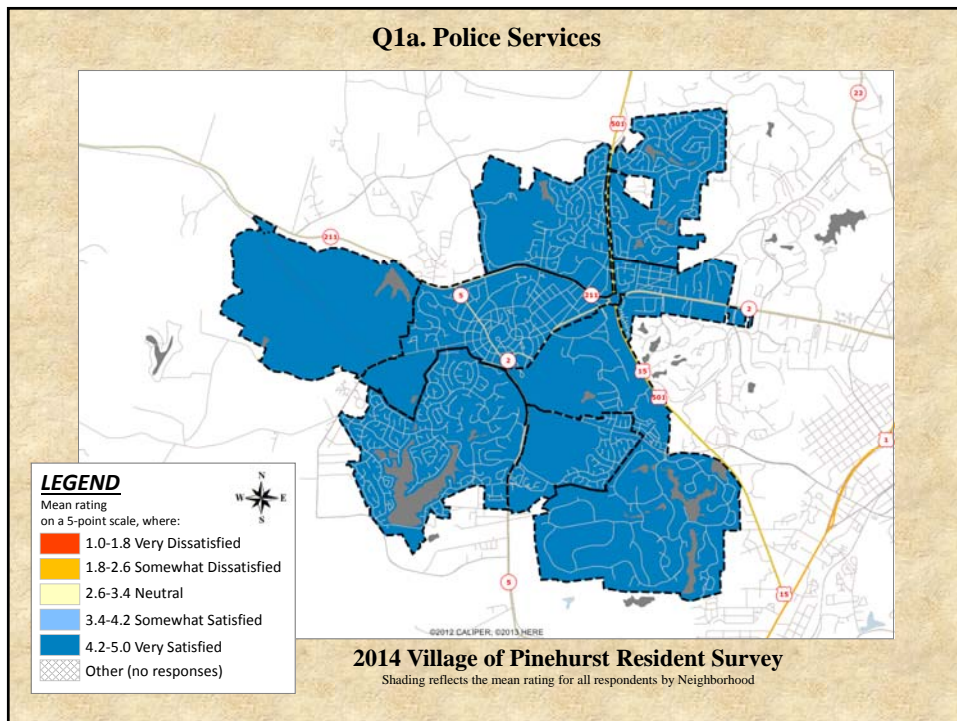 Q1a. Police Services
22
501
211
5
211
2
2
15
501
1
5
15
LEGEND
N
W E
S
Mean rating
on a 5-point scale, where:
1.0-1.8 Very Dissatisfied
1.8-2.6 Somewhat Dissatisfied
2.6-3.4 Neutral
3.4-4.2 Somewhat Satisfied
4.2-5.0 Very Satisfied
Other (no responses)
©2012 CALIPER, ©2013 HERE
2014 Village of Pinehurst Resident Survey
Shading reflects the mean rating for all respondents by Neighborhood